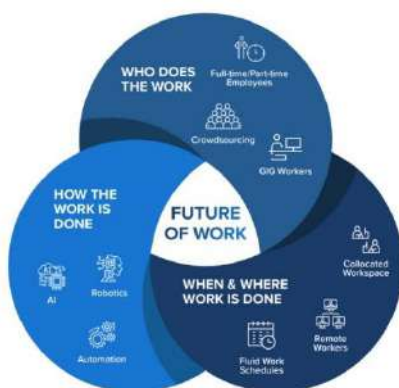 WHO DOES
THE WORK
Full-time/Part-time
Employees
Crowdsourcing
GIG Workers
HOW THE
WORK IS
DONE
AI
Robotics
Automation
FUTURE
OF WORK
WHEN & WHERE
WORK IS DONE
Collocated
Workspace
Remote
Workers
Fluid Work
Schedules